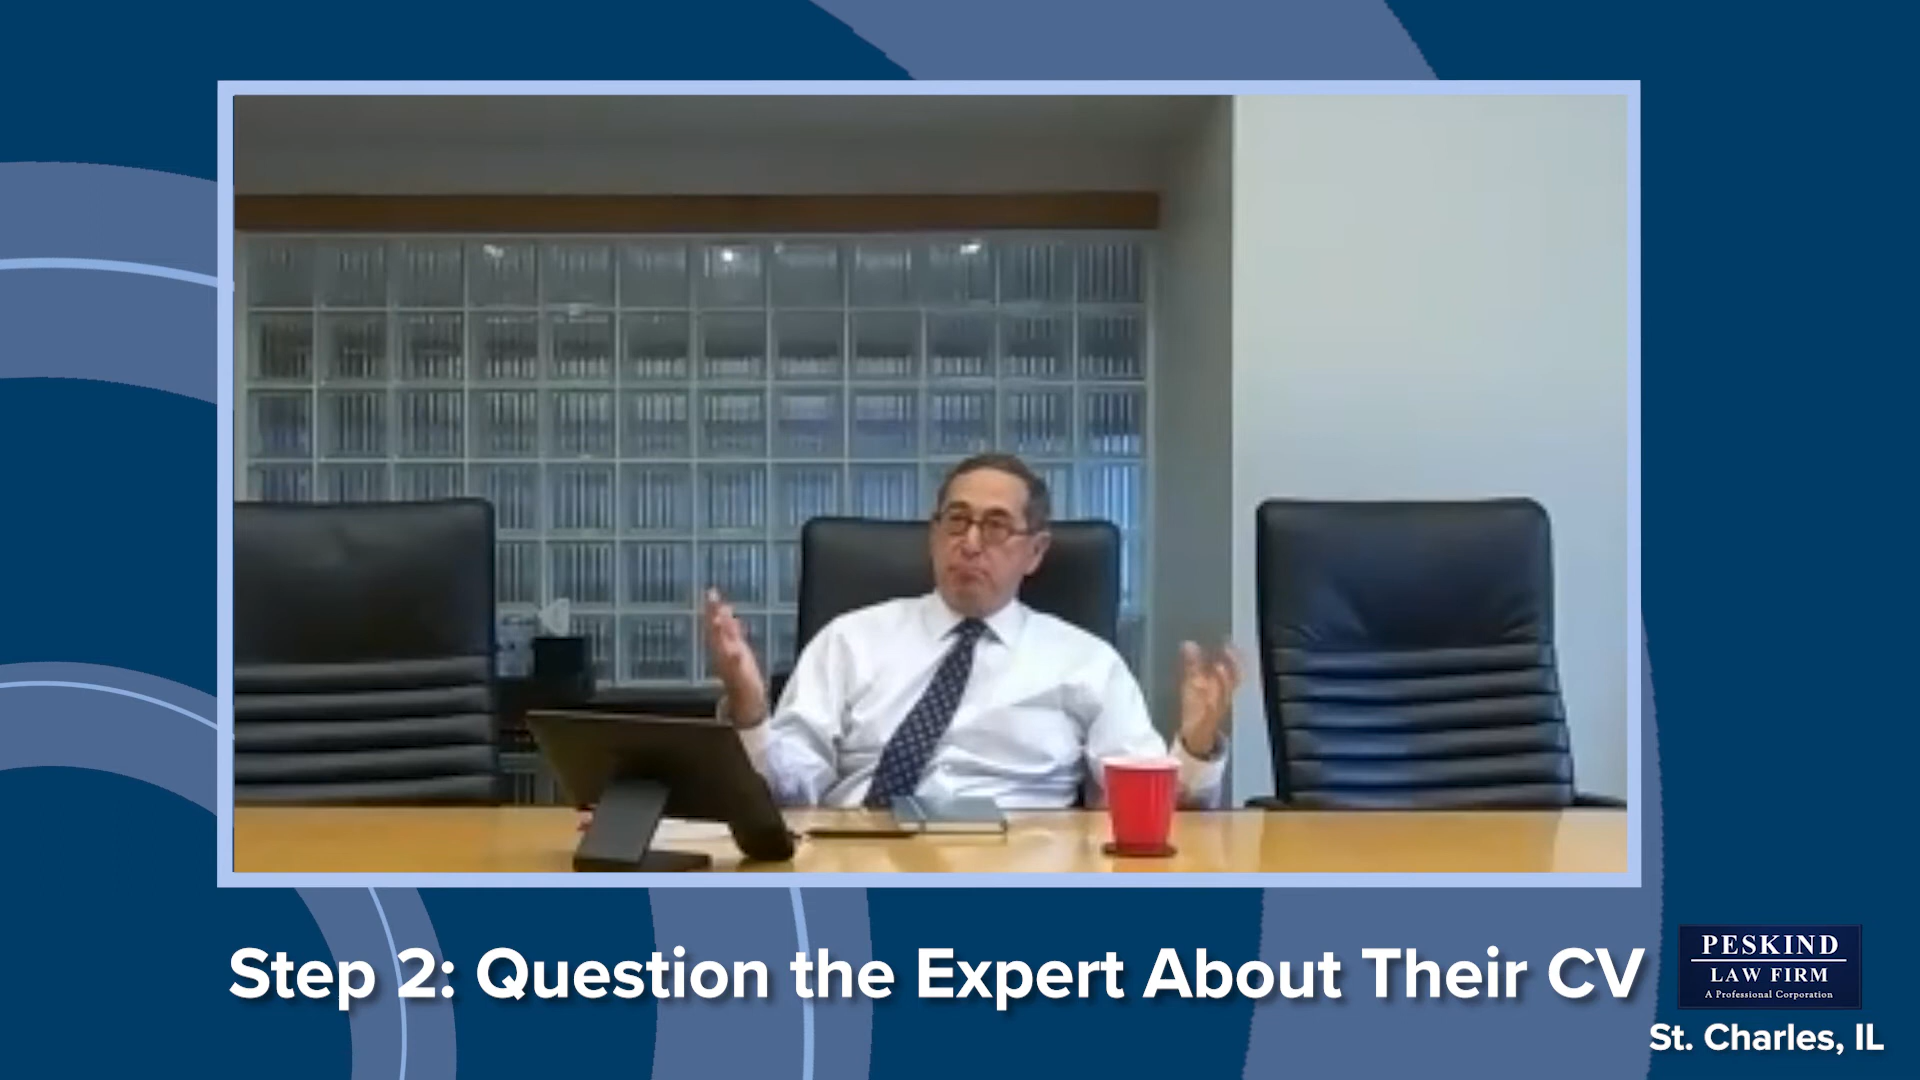 Step 2: Question the Expert About Their CV
PESKIND
LAW FIRM
A Professional Corporation
St. Charles, IL